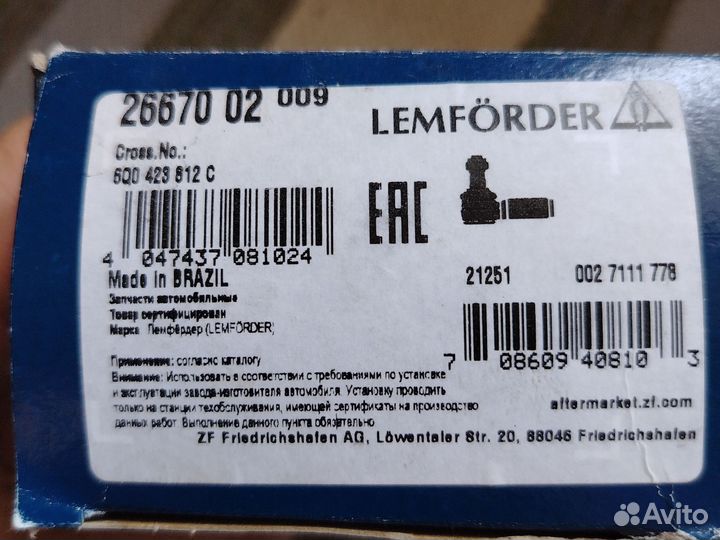 26670 02 009
LEMFÖRDER
Cross.No.:
6Q0 423 812 C
EAC
4 047437 081024
Made in BRAZIL
21251 002 7111 778
Запчасти автомобильные
Товар сертифицирован
Марка Лемфёрдер (LEMFÖRDER)
7 08609 40810 3
Применение: согласно каталогу
Внимание: Использовать в соответствии с требованиями по установке
и эксплуатации завода-изготовителя автомобиля. Установку проводить
только на станции техобслуживания, имеющей сертификаты на производство
данных работ. Выполнение данного пункта обязательно
aftermarket.zf.com
ZF Friedrichshafen AG, Löwentaler Str. 20, 88046 Friedrichshafen
Avito